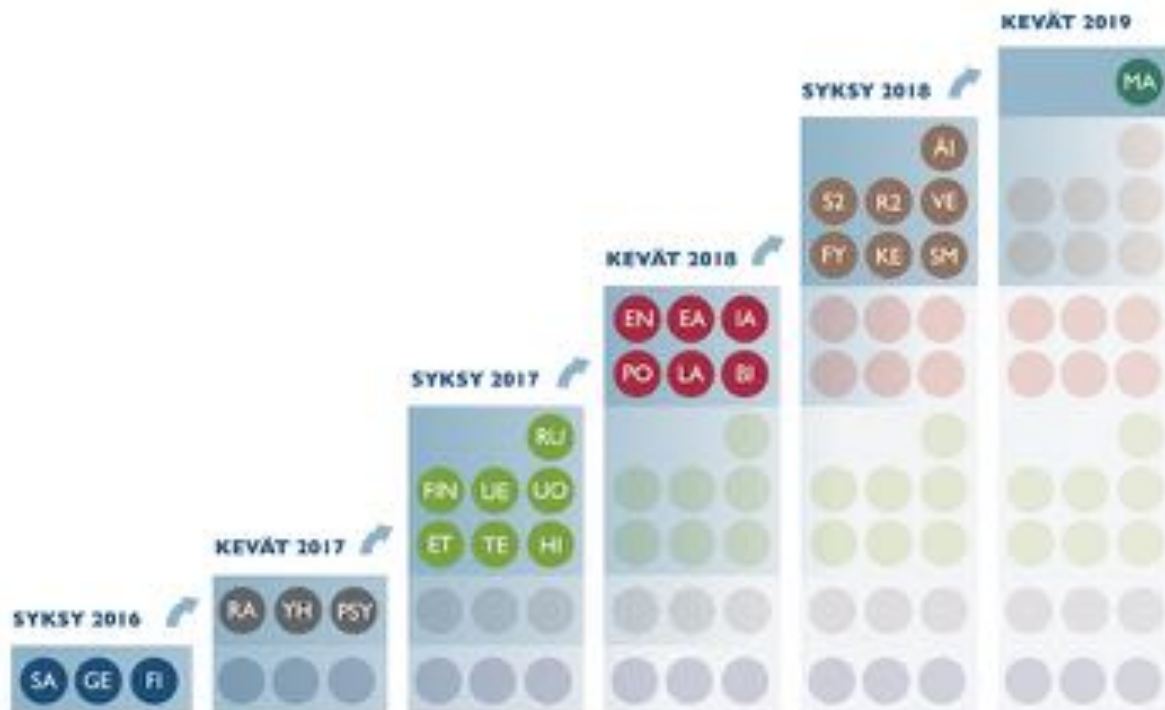 KEVÄT 2019
MA
SYKSY 2018
ÄI
S2 R2 VE
FY KE SM
KEVÄT 2018
EN EA IA
PO LA BI
SYKSY 2017
RU
FIN UE UO
ET TE HI
KEVÄT 2017
RA YH PSY
SYKSY 2016
SA GE FI